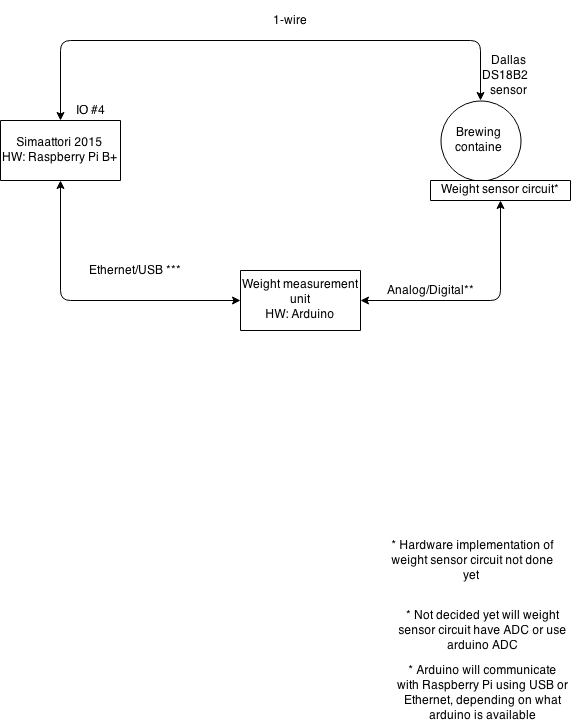 1-wire
Dallas
DS18B2
sensor
IO #4
Simaattori 2015
HW: Raspberry Pi B+
Brewing
containe
Weight sensor circuit*
Ethernet/USB ***
Weight measurement
unit
HW: Arduino
Analog/Digital**
* Hardware implementation of
weight sensor circuit not done
yet
* Not decided yet will weight
sensor circuit have ADC or use
arduino ADC
* Arduino will communicate
with Raspberry Pi using USB or
Ethernet, depending on what
arduino is available